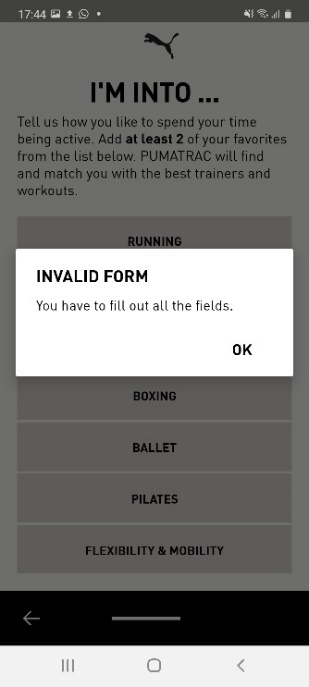 17:44
I'M INTO ...
Tell us how you like to spend your time
being active. Add at least 2 of your favorites
from the list below. PUMATRAC will find
and match you with the best trainers and
workouts.
RUNNING
INVALID FORM
You have to fill out all the fields.
OK
BOXING
BALLET
PILATES
FLEXIBILITY & MOBILITY